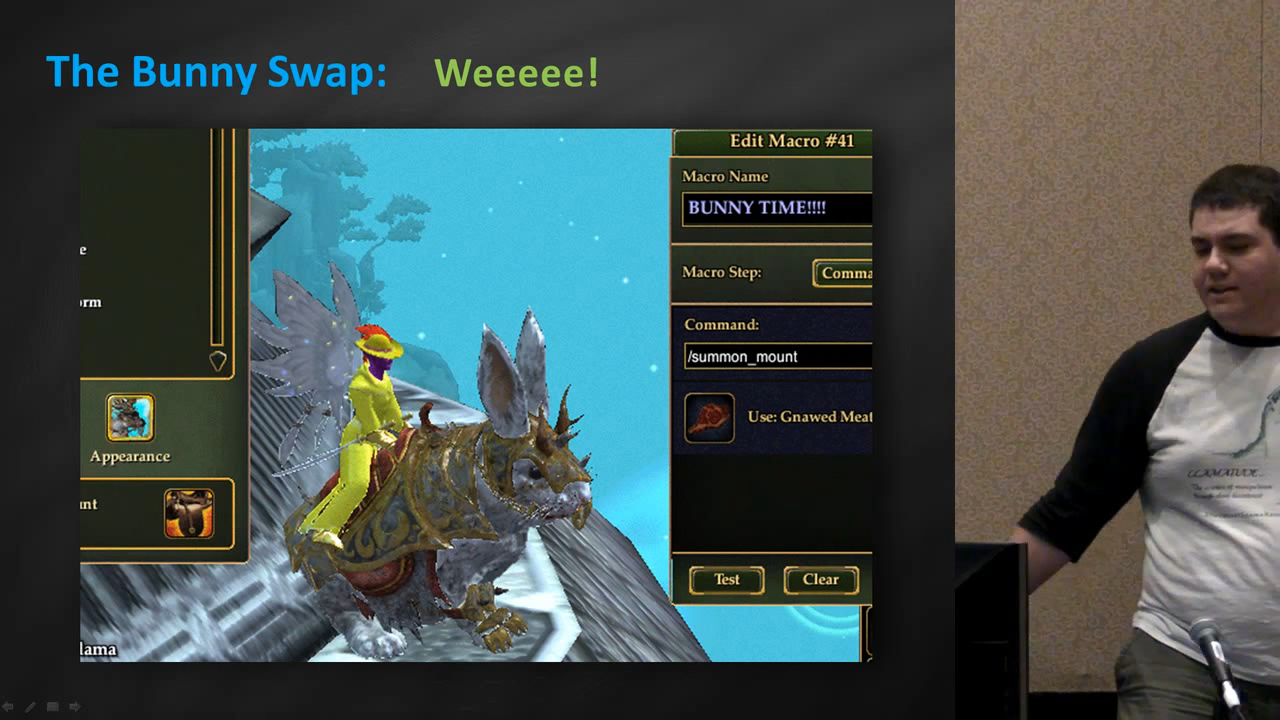 The Bunny Swap: Weeeee!
Edit Macro #41
Macro Name
BUNNY TIME!!!!
Macro Step:
Comma
Command:
/summon_mount
Use: Gnawed Meat
Test
Clear
e
orm
Appearance
nt
lama
LLAMATUDE...